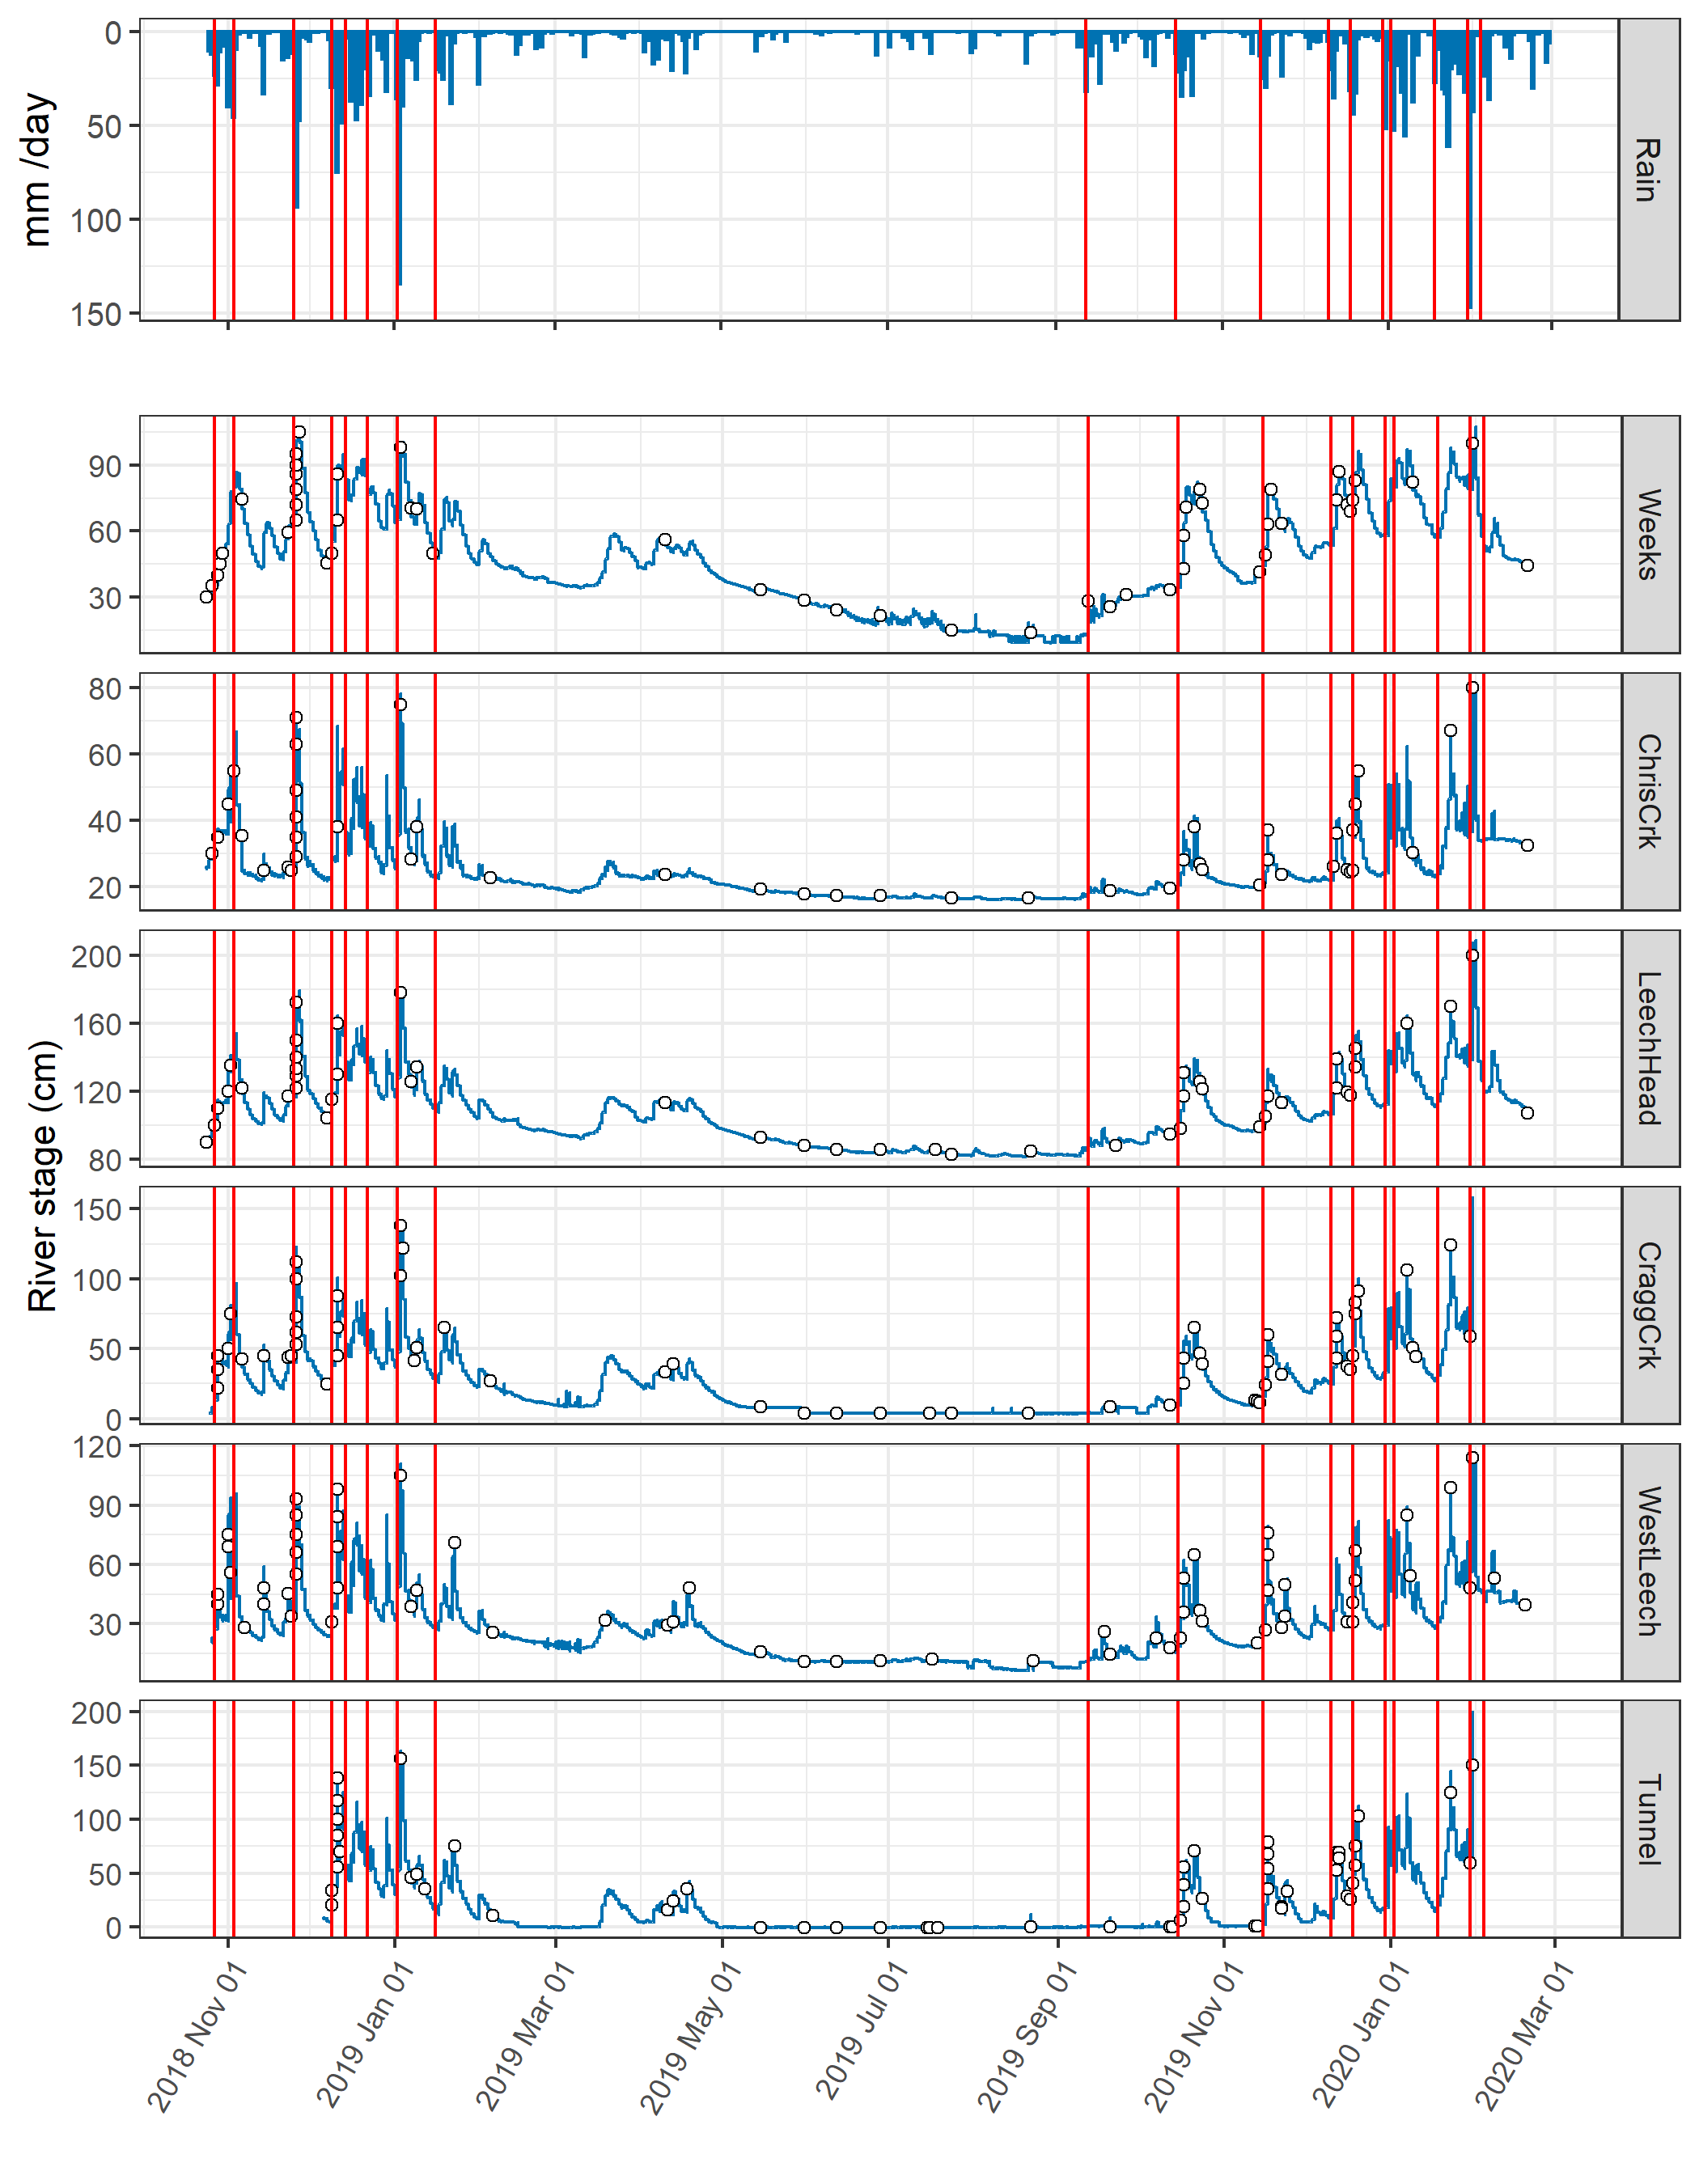 mm /day
0
50
100
150
Rain
River stage (cm)
90
60
30
Weeks
80
60
40
20
ChrisCrk
200
160
120
80
LeechHead
150
100
50
0
CraggCrk
120
90
60
30
WestLeech
200
150
100
50
0
Tunnel
2018 Nov 01
2019 Jan 01
2019 Mar 01
2019 May 01
2019 Jul 01
2019 Sep 01
2019 Nov 01
2020 Jan 01
2020 Mar 01